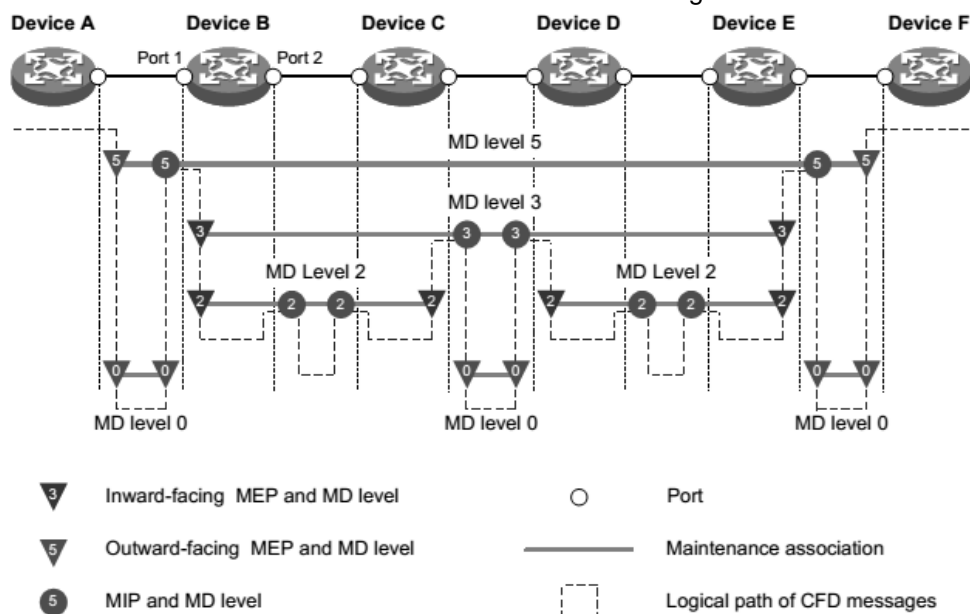 Device A Device B Device C Device D Device E Device F
Port 1 Port 2
MD level 5
5 5 5 5
MD level 3
3 3 3 3
MD Level 2 MD Level 2
2 2 2 2 2 2 2 2
0 0 0 0 0 0
MD level 0 MD level 0 MD level 0
3 Inward-facing MEP and MD level Port
5 Outward-facing MEP and MD level Maintenance association
5 MIP and MD level Logical path of CFD messages